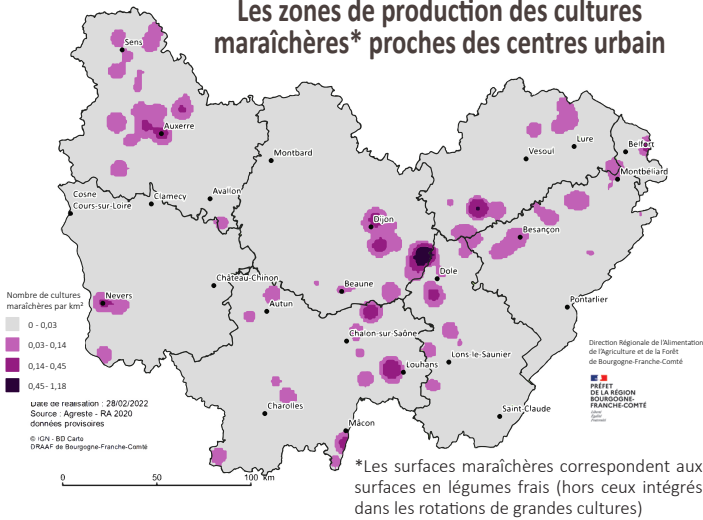 Les zones de production des cultures
maraîchères* proches des centres urbain
Sens
Auxerre
Montbard
Avallon
Clamecy
Cosne
Cours-sur-Loire
Lure
Belfort
Vesoul
Montbéliard
Dijon
Besançon
Dole
Château-Chinon
Nevers
Beaune
Autun
Pontarlier
Chalon-sur-Saône
Louhans
Lons-le-Saunier
Charolles
Saint-Claude
Mâcon
Nombre de cultures
maraîchères par km²
0 - 0,03
0,03 - 0,14
0,14 - 0,45
0,45 - 1,18
Date de réalisation : 28/02/2022
Source : Agreste - RA 2020
données provisoires
© IGN - BD Carto
DRAAF de Bourgogne-Franche-Comté
0 50 100 km
Direction Régionale de l'Alimentation
de l'Agriculture et de la Forêt
de Bourgogne-Franche-Comté
PRÉFET
DE LA RÉGION
BOURGOGNE-
FRANCHE-COMTÉ
Liberté
Égalité
Fraternité
*Les surfaces maraîchères correspondent aux
surfaces en légumes frais (hors ceux intégrés
dans les rotations de grandes cultures)